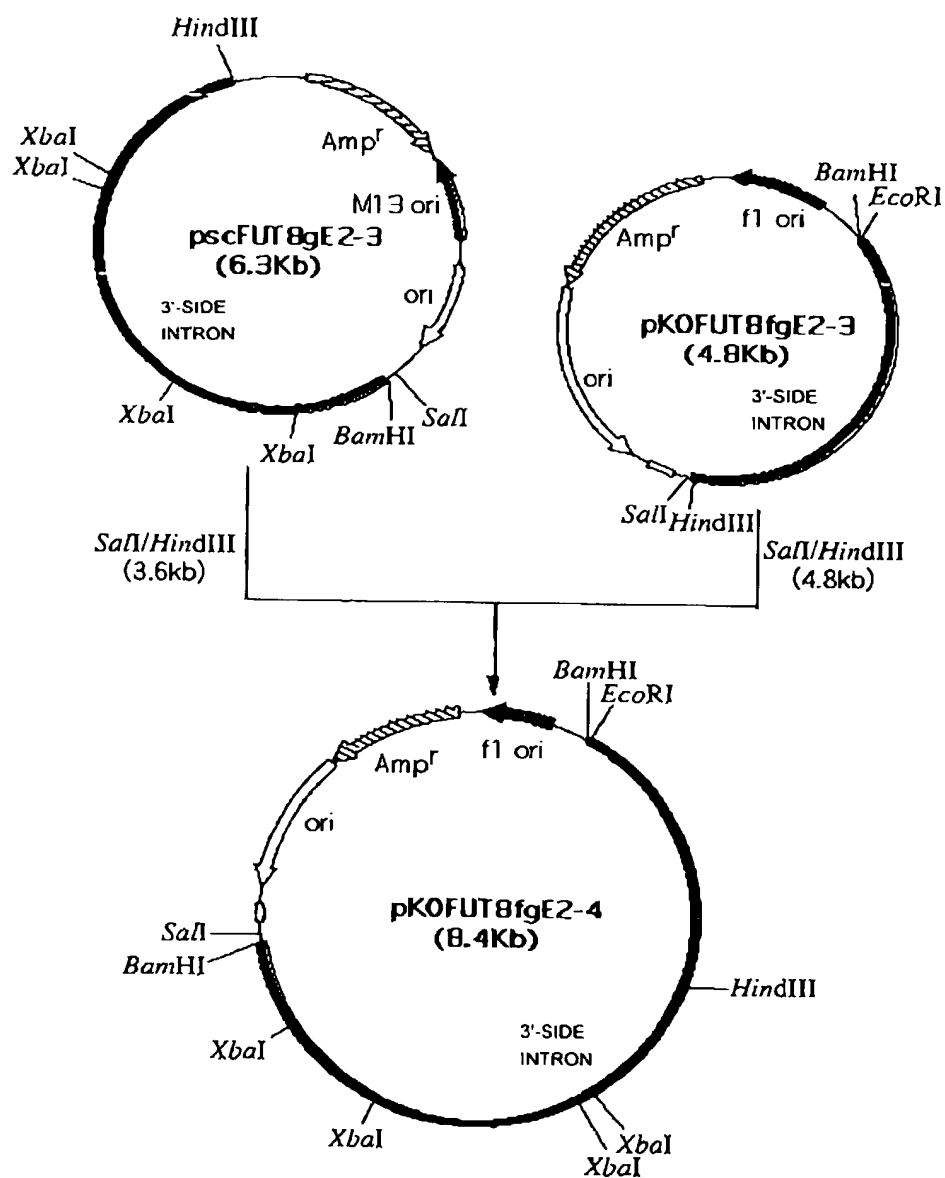 HindIII
XbaI
XbaI
Ampʳ
M13 ori
pscFUT8gE2-3
(6.3Kb)
ori
3'-SIDE
INTRON
XbaI
XbaI
BamHI
SalI
BamHI
EcoRI
f1 ori
Ampʳ
pKOFUT8fgE2-3
(4.8Kb)
ori
3'-SIDE
INTRON
SalI
HindIII
SalI/HindIII
(3.6kb)
SalI/HindIII
(4.8kb)
BamHI
EcoRI
f1 ori
Ampʳ
ori
pKOFUT8fgE2-4
(8.4Kb)
SalI
BamHI
HindIII
XbaI
3'-SIDE
INTRON
XbaI
XbaI
XbaI